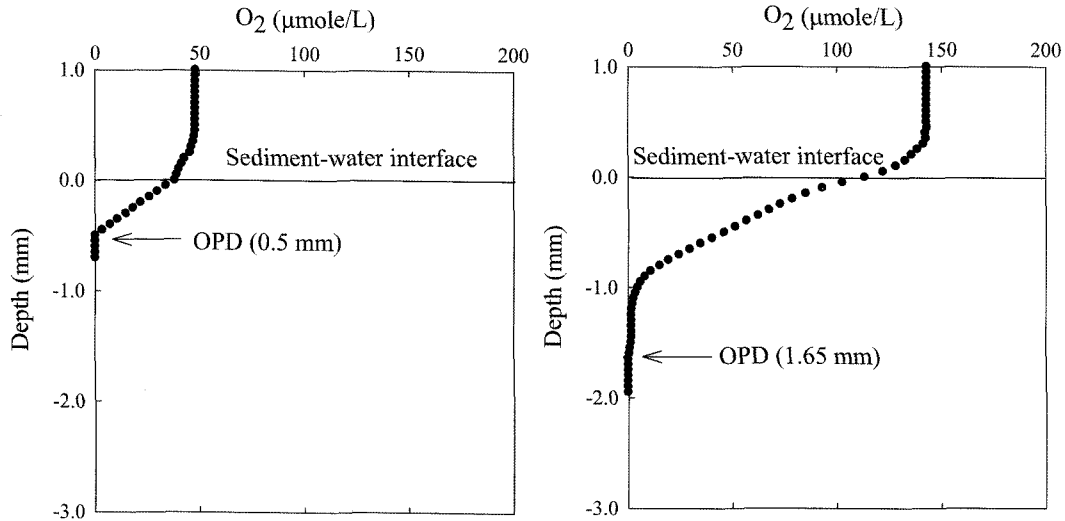 O2 (μmole/L)
0 50 100 150 200
1.0
0.0
-1.0
-2.0
-3.0
Depth (mm)
Sediment-water interface
OPD (0.5 mm)
O2 (μmole/L)
0 50 100 150 200
1.0
0.0
-1.0
-2.0
-3.0
Depth (mm)
Sediment-water interface
OPD (1.65 mm)